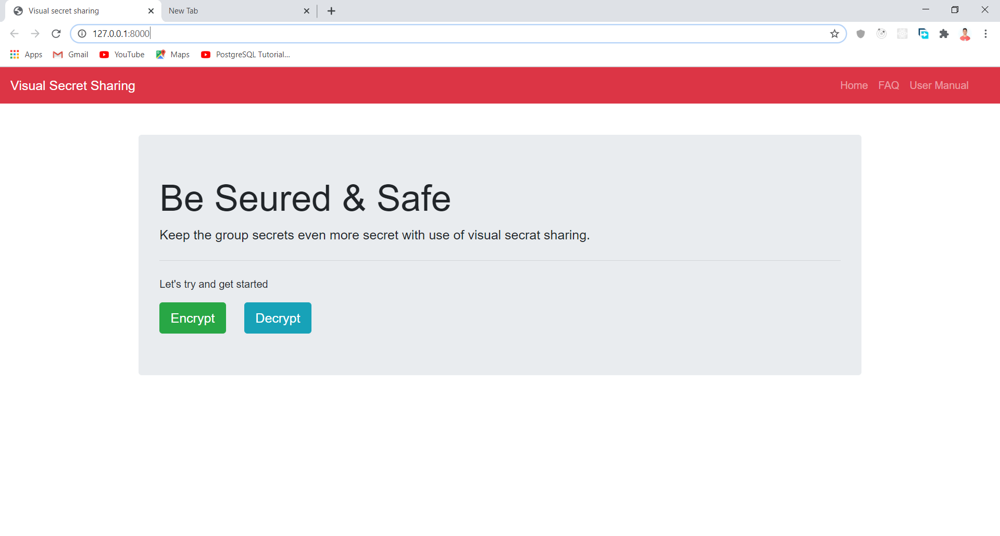 Visual secret sharing
New Tab
127.0.0.1:8000
Apps Gmail YouTube Maps PostgreSQL Tutorial...
Visual Secret Sharing
Home FAQ User Manual
Be Seured & Safe
Keep the group secrets even more secret with use of visual secrat sharing.
Let's try and get started
Encrypt Decrypt